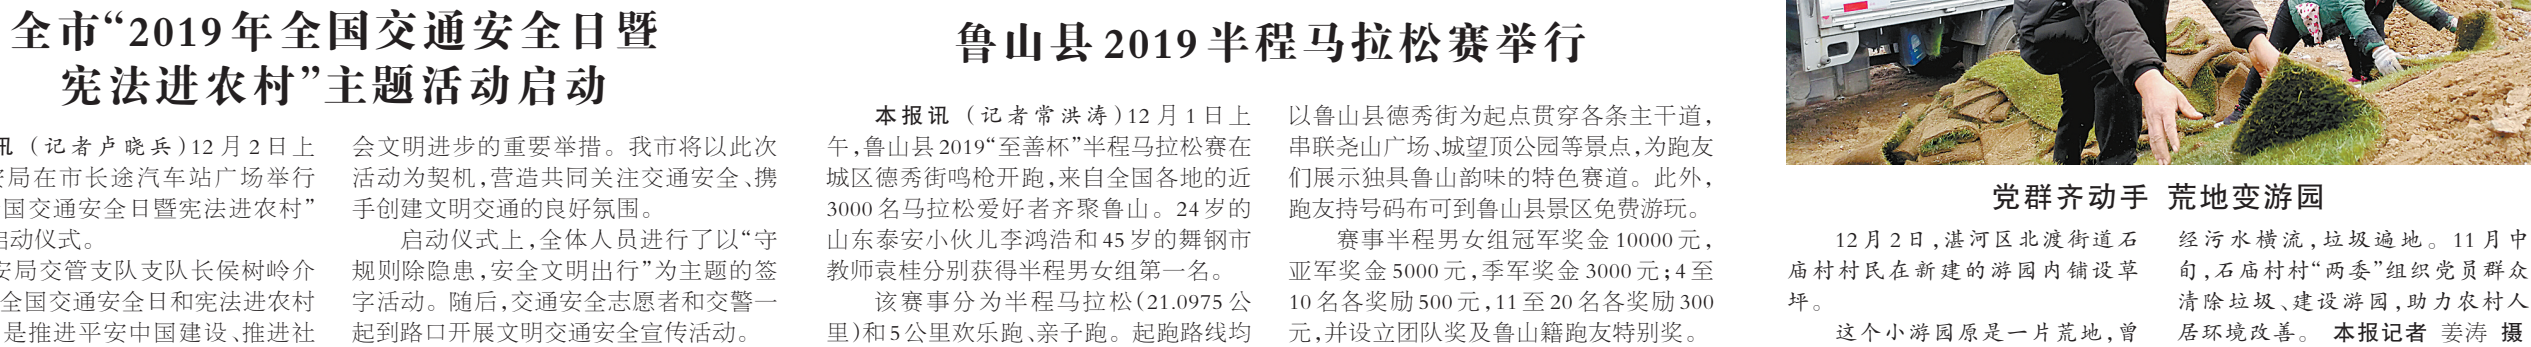 全市“2019年全国交通安全日暨
宪法进农村”主题活动启动
讯（记者卢晓兵）12月2日上
安局在市长途汽车站广场举行
国交通安全日暨宪法进农村”
启动仪式。
安局交管支队支队长侯树岭介
全国交通安全日和宪法进农村
是推进平安中国建设、推进社
会文明进步的重要举措。我市将以此次
活动为契机，营造共同关注交通安全、携
手创建文明交通的良好氛围。
启动仪式上，全体人员进行了以“守
规则除隐患，安全文明出行”为主题的签
字活动。随后，交通安全志愿者和交警一
起到路口开展文明交通安全宣传活动。
鲁山县2019半程马拉松赛举行
本报讯（记者常洪涛）12月1日上
午，鲁山县2019“至善杯”半程马拉松赛在
城区德秀街鸣枪开跑，来自全国各地的近
3000名马拉松爱好者齐聚鲁山。24岁的
山东泰安小伙儿李鸿浩和45岁的舞钢市
教师袁桂分别获得半程男女组第一名。
该赛事分为半程马拉松（21.0975公
里）和5公里欢乐跑、亲子跑。起跑路线均
以鲁山县德秀街为起点贯穿各条主干道，
串联尧山广场、城望顶公园等景点，为跑友
们展示独具鲁山韵味的特色赛道。此外，
跑友持号码布可到鲁山县景区免费游玩。
赛事半程男女组冠军奖金10000元，
亚军奖金5000元，季军奖金3000元；4至
10名各奖励500元，11至20名各奖励300
元，并设立团队奖及鲁山籍跑友特别奖。
党群齐动手 荒地变游园
12月2日，湛河区北渡街道石
庙村村民在新建的游园内铺设草
坪。
这个小游园原是一片荒地，曾
经污水横流，垃圾遍地。11月中
旬，石庙村村“两委”组织党员群众
清除垃圾、建设游园，助力农村人
居环境改善。 本报记者 姜涛 摄